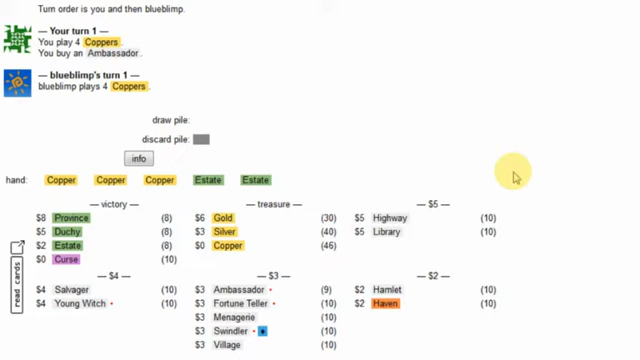 Turn order is you and then blueblimp.
— Your turn 1 —
You play 4 Coppers.
You buy an Ambassador.
— blueblimp's turn 1 —
blueblimp plays 4 Coppers.
draw pile:
discard pile:
info
hand: Copper Copper Copper Estate Estate
— victory — — treasure — — $5 —
$8 Province (8) $6 Gold (30) $5 Highway (10)
$5 Duchy (8) $3 Silver (40) $5 Library (10)
$2 Estate (8) $0 Copper (46)
$0 Curse (10)
— $4 — — $3 — — $2 —
$4 Salvager (10) $3 Ambassador (9) $2 Hamlet (10)
$4 Young Witch (10) $3 Fortune Teller (10) $2 Haven (10)
$3 Menagerie (10)
$3 Swindler (10)
$3 Village (10)
read cards